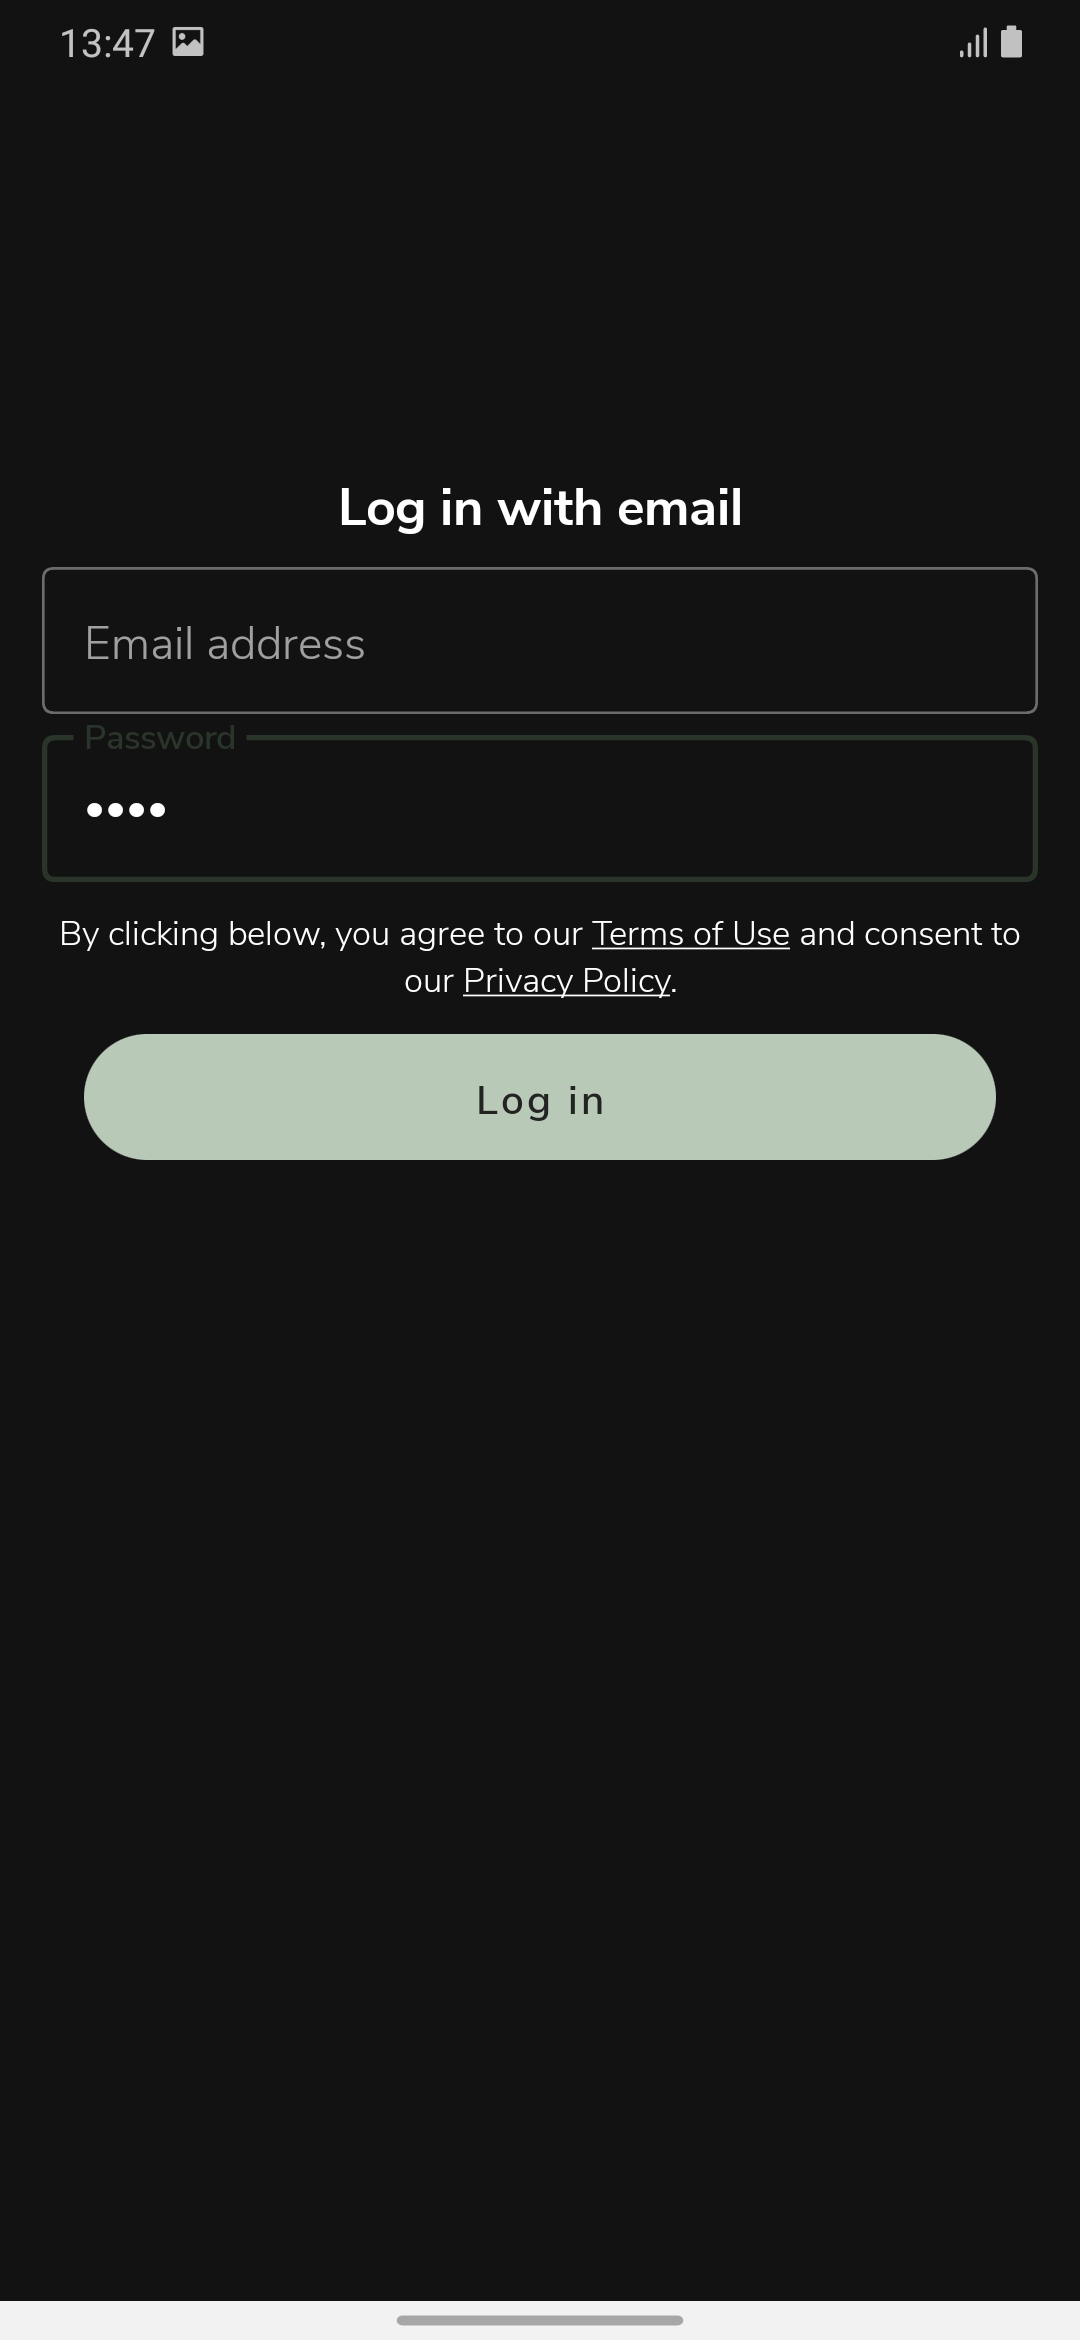 13:47
Log in with email
Email address
Password
••••
By clicking below, you agree to our Terms of Use and consent to
our Privacy Policy.
Log in